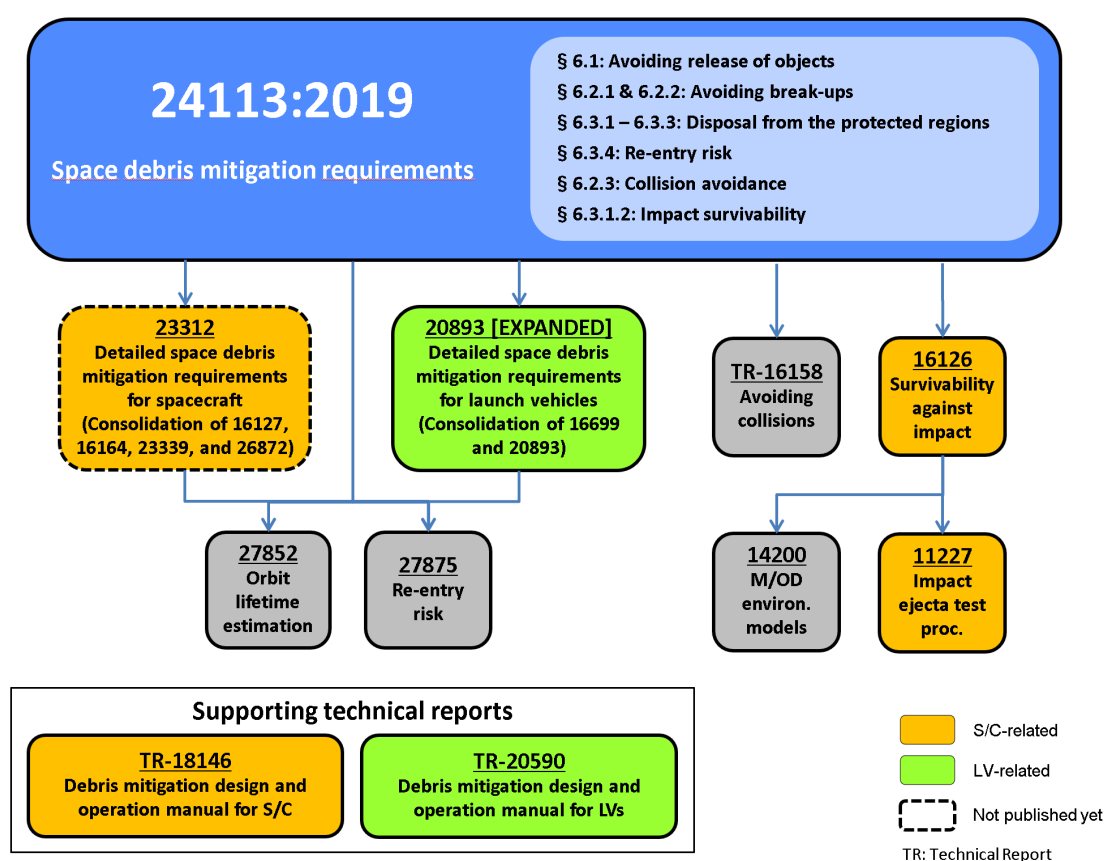 24113:2019
Space debris mitigation requirements
§ 6.1: Avoiding release of objects
§ 6.2.1 & 6.2.2: Avoiding break-ups
§ 6.3.1 – 6.3.3: Disposal from the protected regions
§ 6.3.4: Re-entry risk
§ 6.2.3: Collision avoidance
§ 6.3.1.2: Impact survivability
23312
Detailed space debris
mitigation requirements
for spacecraft
(Consolidation of 16127,
16164, 23339, and 26872)
20893 [EXPANDED]
Detailed space debris
mitigation requirements
for launch vehicles
(Consolidation of 16699
and 20893)
TR-16158
Avoiding
collisions
16126
Survivability
against
impact
27852
Orbit
lifetime
estimation
27875
Re-entry
risk
14200
M/OD
environ.
models
11227
Impact
ejecta test
proc.
Supporting technical reports
TR-18146
Debris mitigation design and
operation manual for S/C
TR-20590
Debris mitigation design and
operation manual for LVs
S/C-related
LV-related
Not published yet
TR: Technical Report